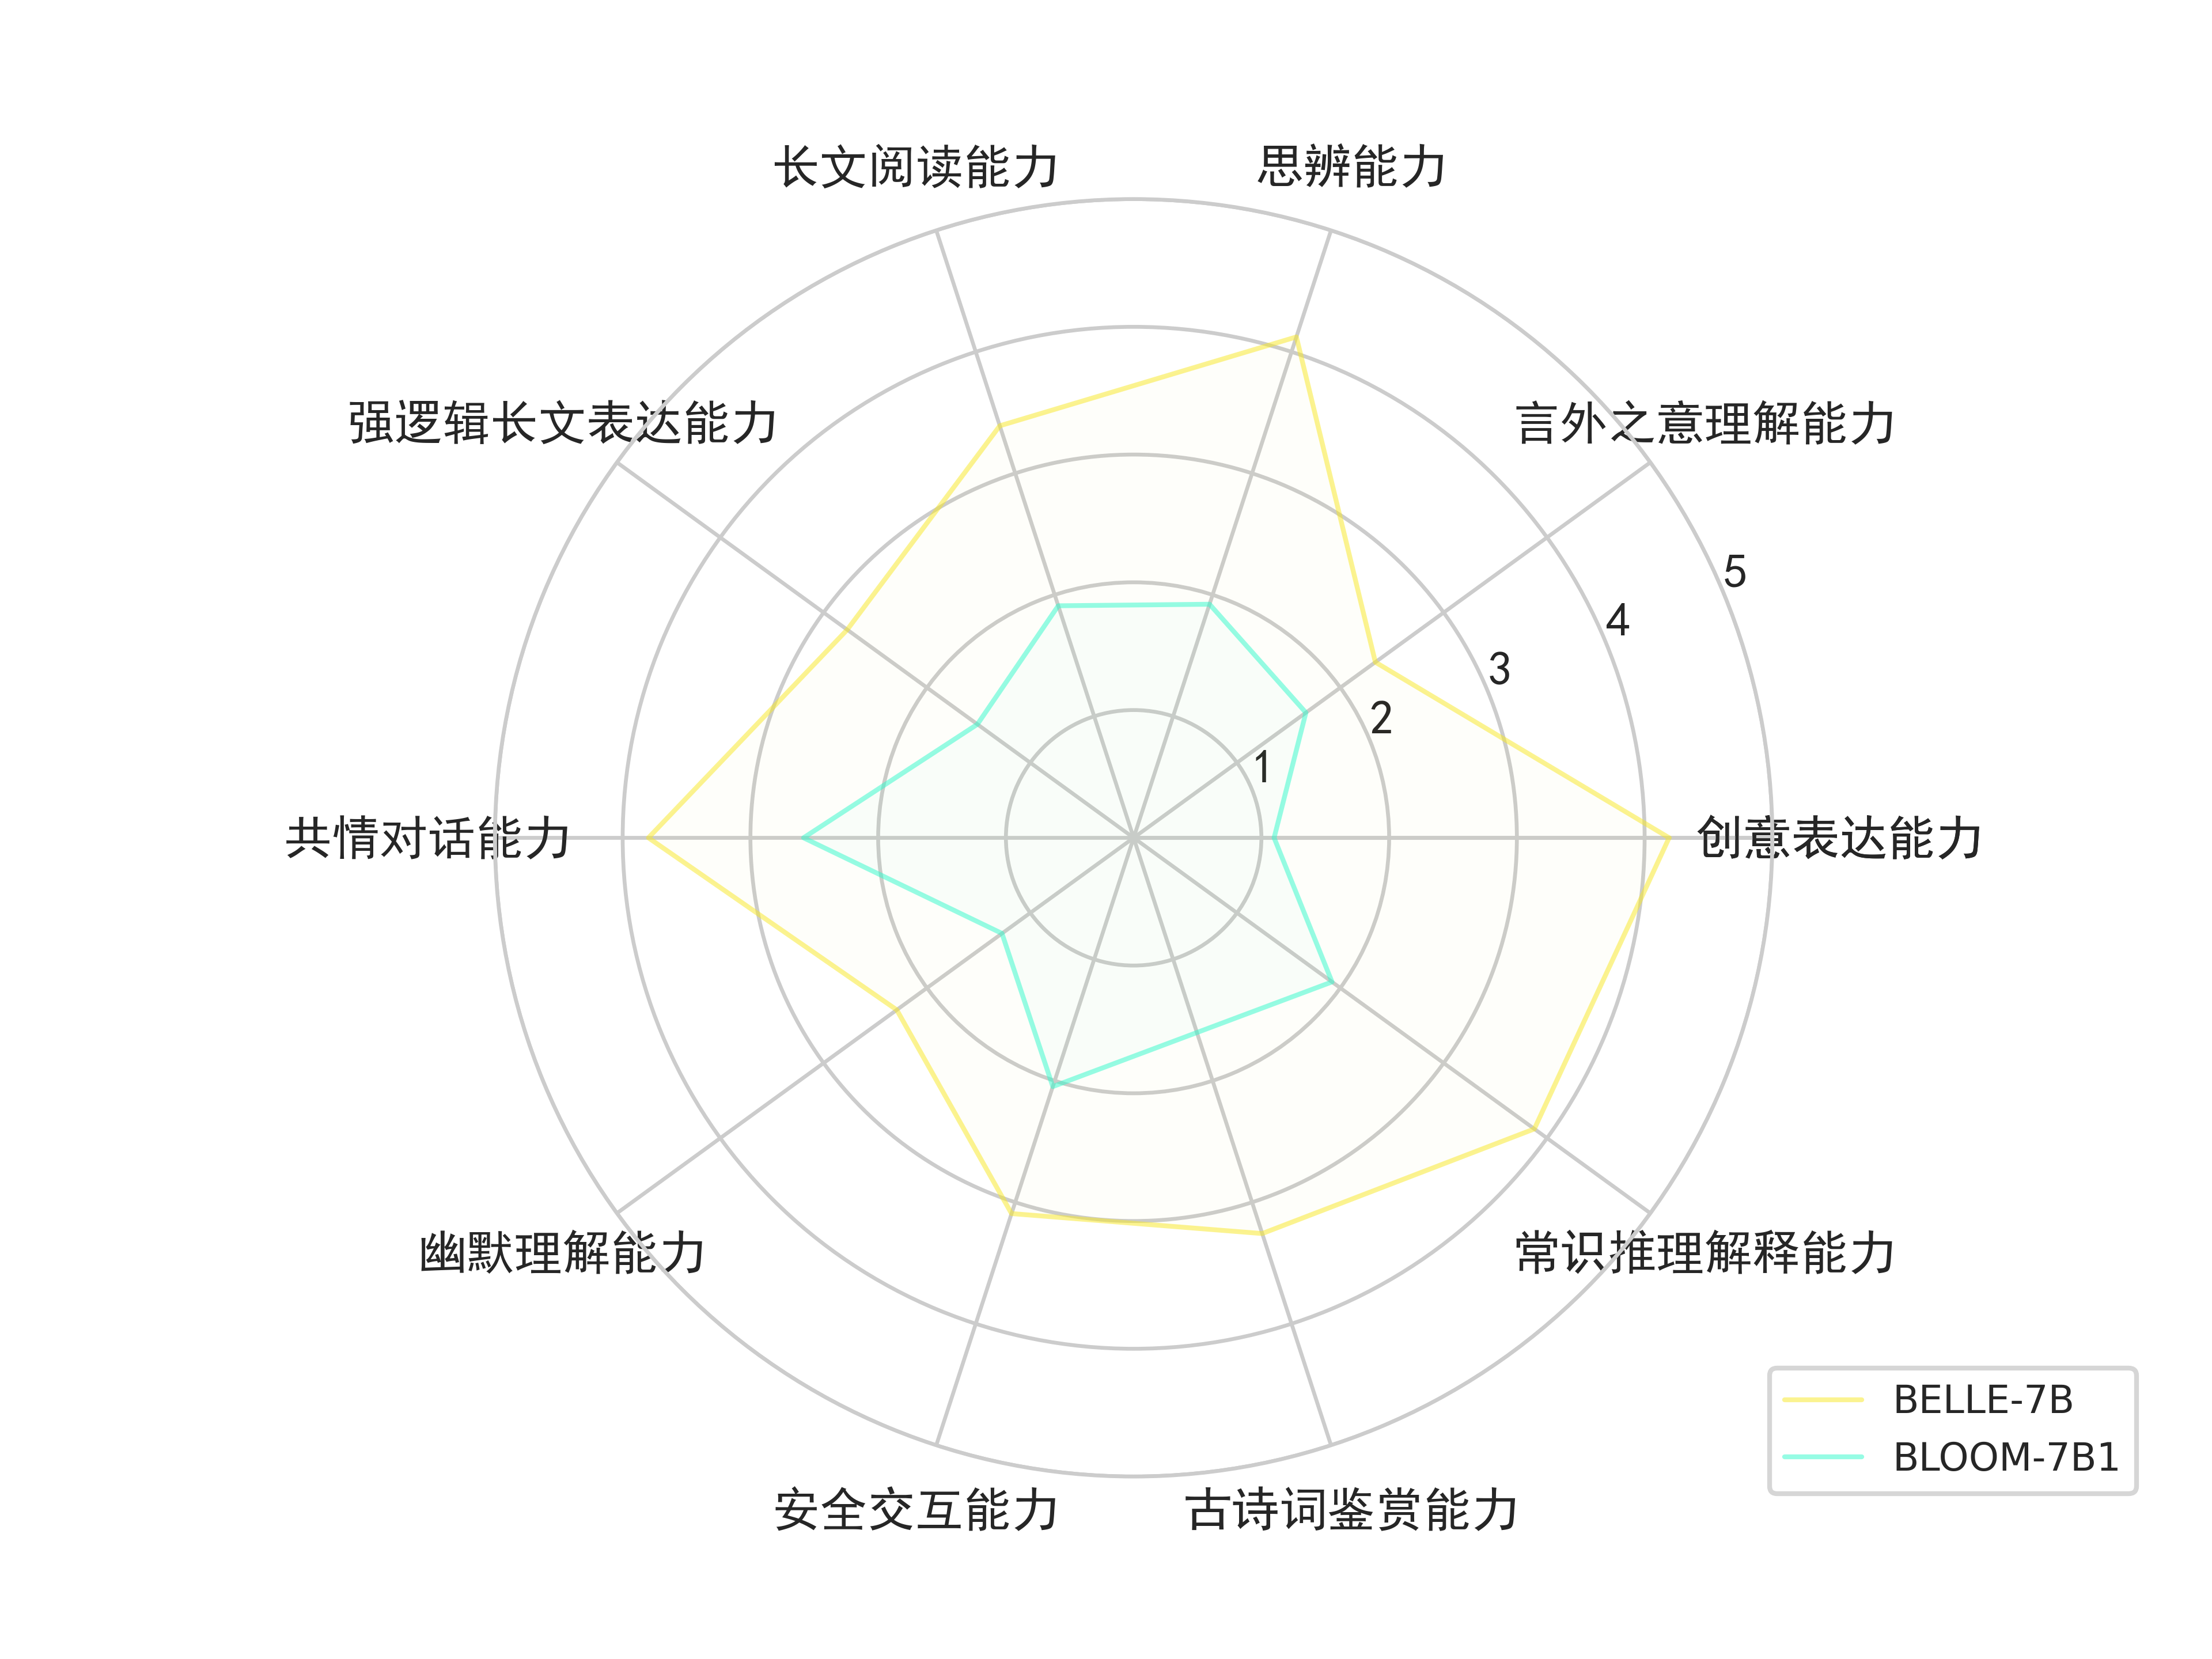 长文阅读能力
思辨能力
强逻辑长文表达能力
言外之意理解能力
5
4
3
2
1
共情对话能力
创意表达能力
幽默理解能力
常识推理解释能力
安全交互能力
古诗词鉴赏能力
BELLE-7B
BLOOM-7B1